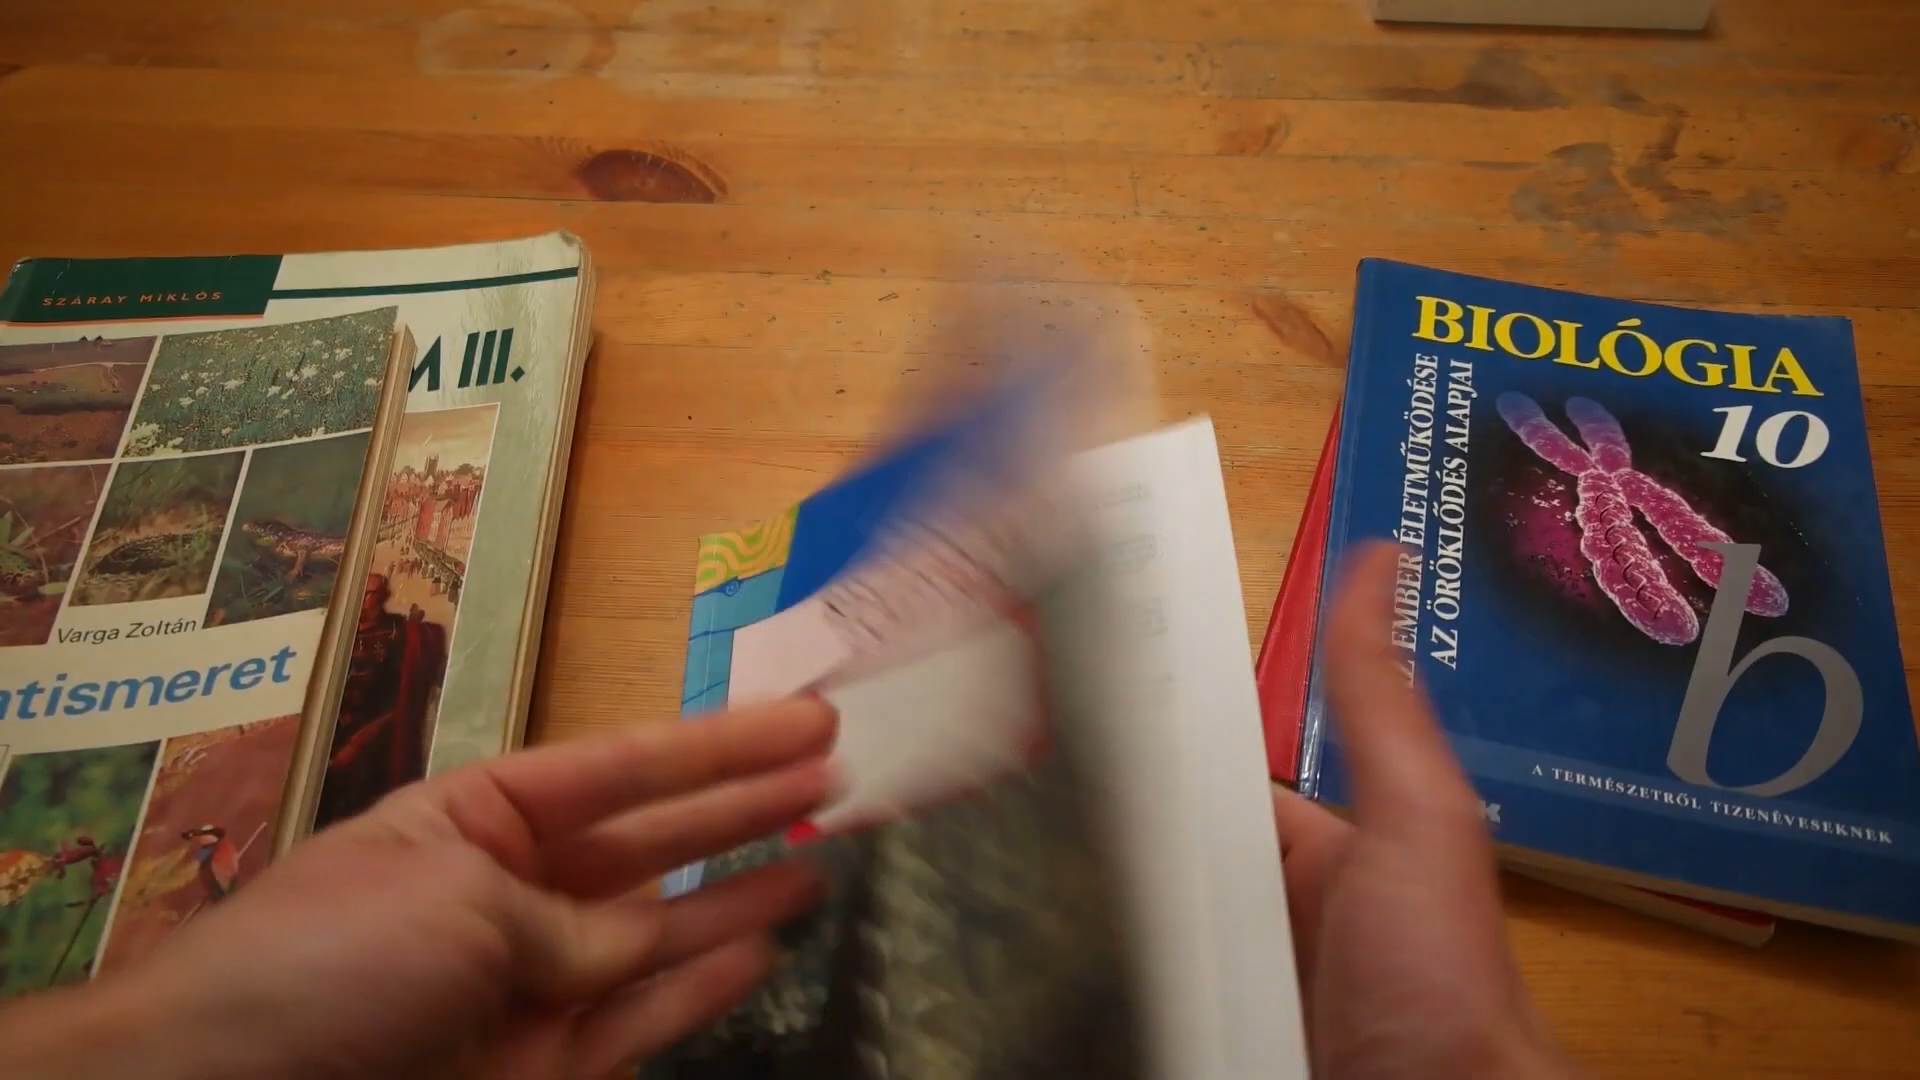 SZÁRAY MIKLÓS
M III.
Varga Zoltán
atismeret
BIOLÓGIA
10
AZ EMBER ÉLETMŰKÖDÉSE
AZ ÖRÖKLŐDÉS ALAPJAI
b
A TERMÉSZETRŐL TIZENÉVESEKNEK